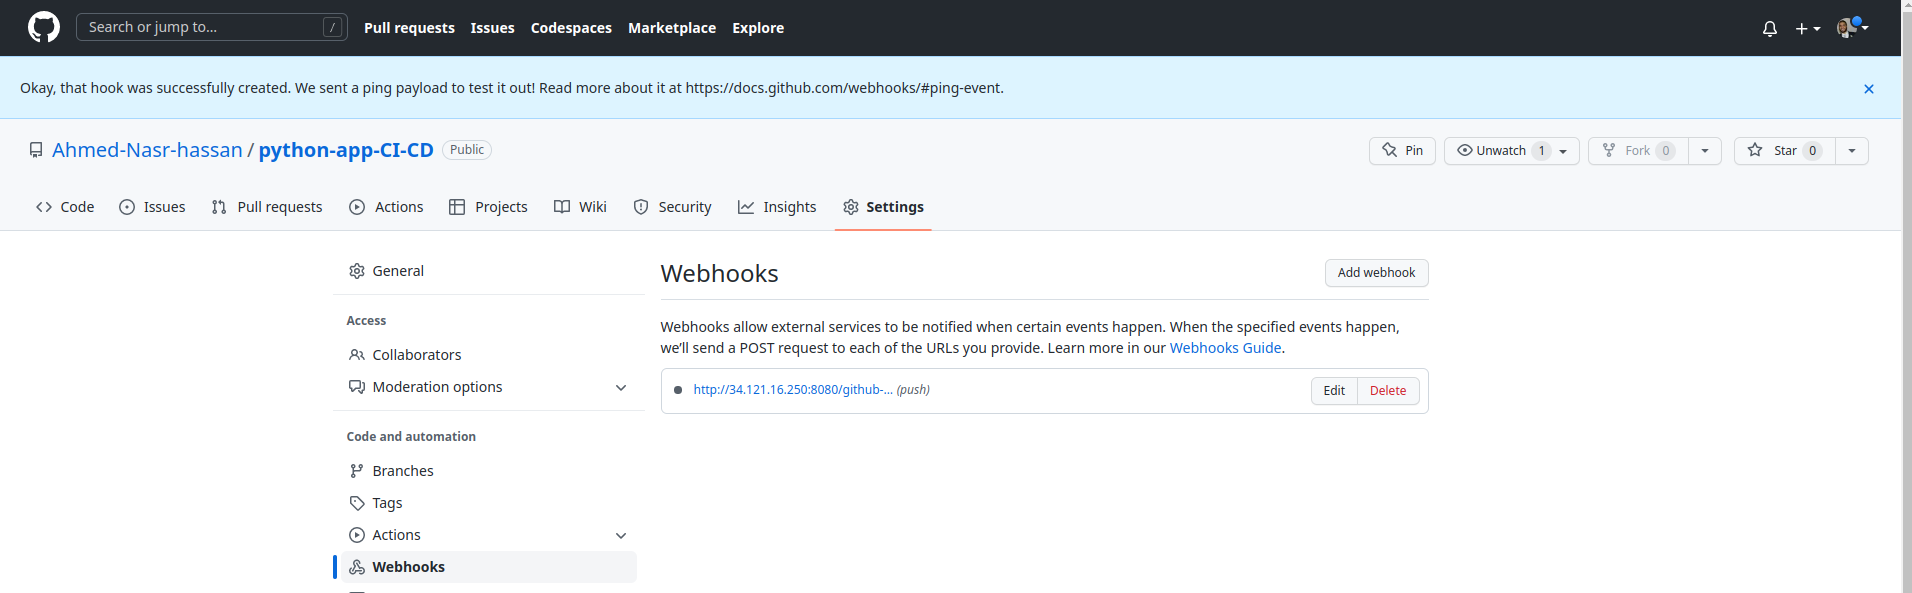 Search or jump to... /
Pull requests Issues Codespaces Marketplace Explore
Okay, that hook was successfully created. We sent a ping payload to test it out! Read more about it at https://docs.github.com/webhooks/#ping-event.
Ahmed-Nasr-hassan / python-app-CI-CD Public
Pin
Unwatch 1
Fork 0
Star 0
Code Issues Pull requests Actions Projects Wiki Security Insights Settings
General
Access
Collaborators
Moderation options
Code and automation
Branches
Tags
Actions
Webhooks
Webhooks
Add webhook
Webhooks allow external services to be notified when certain events happen. When the specified events happen,
we’ll send a POST request to each of the URLs you provide. Learn more in our Webhooks Guide.
http://34.121.16.250:8080/github-... (push)
Edit Delete